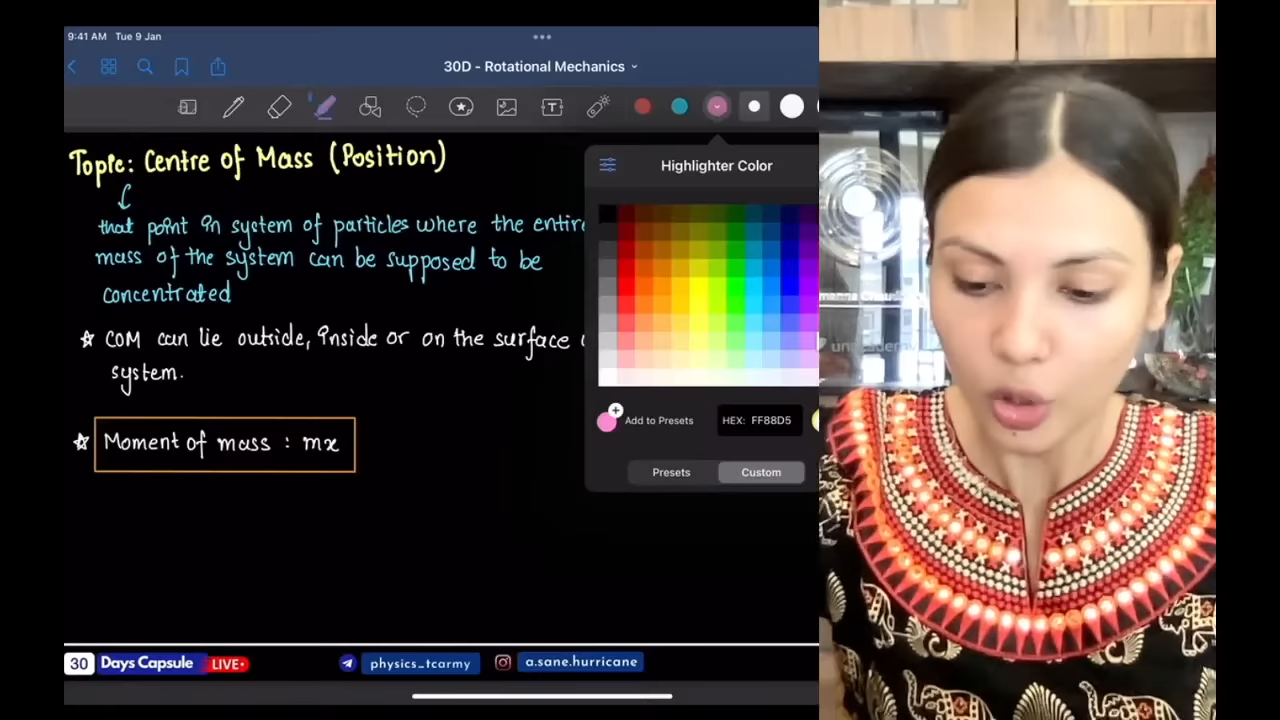 9:41 AM Tue 9 Jan
30D - Rotational Mechanics
Topic: Centre of Mass (Position)
Highlighter Color
that point in system of particles where the entire
mass of the system can be supposed to be
concentrated
★ COM can lie outside, inside or on the surface
system.
Add to Presets
HEX: FF88D5
★ Moment of mass : mx
Presets
Custom
30 Days Capsule LIVE
physics_tcarmy
a.sane.hurricane